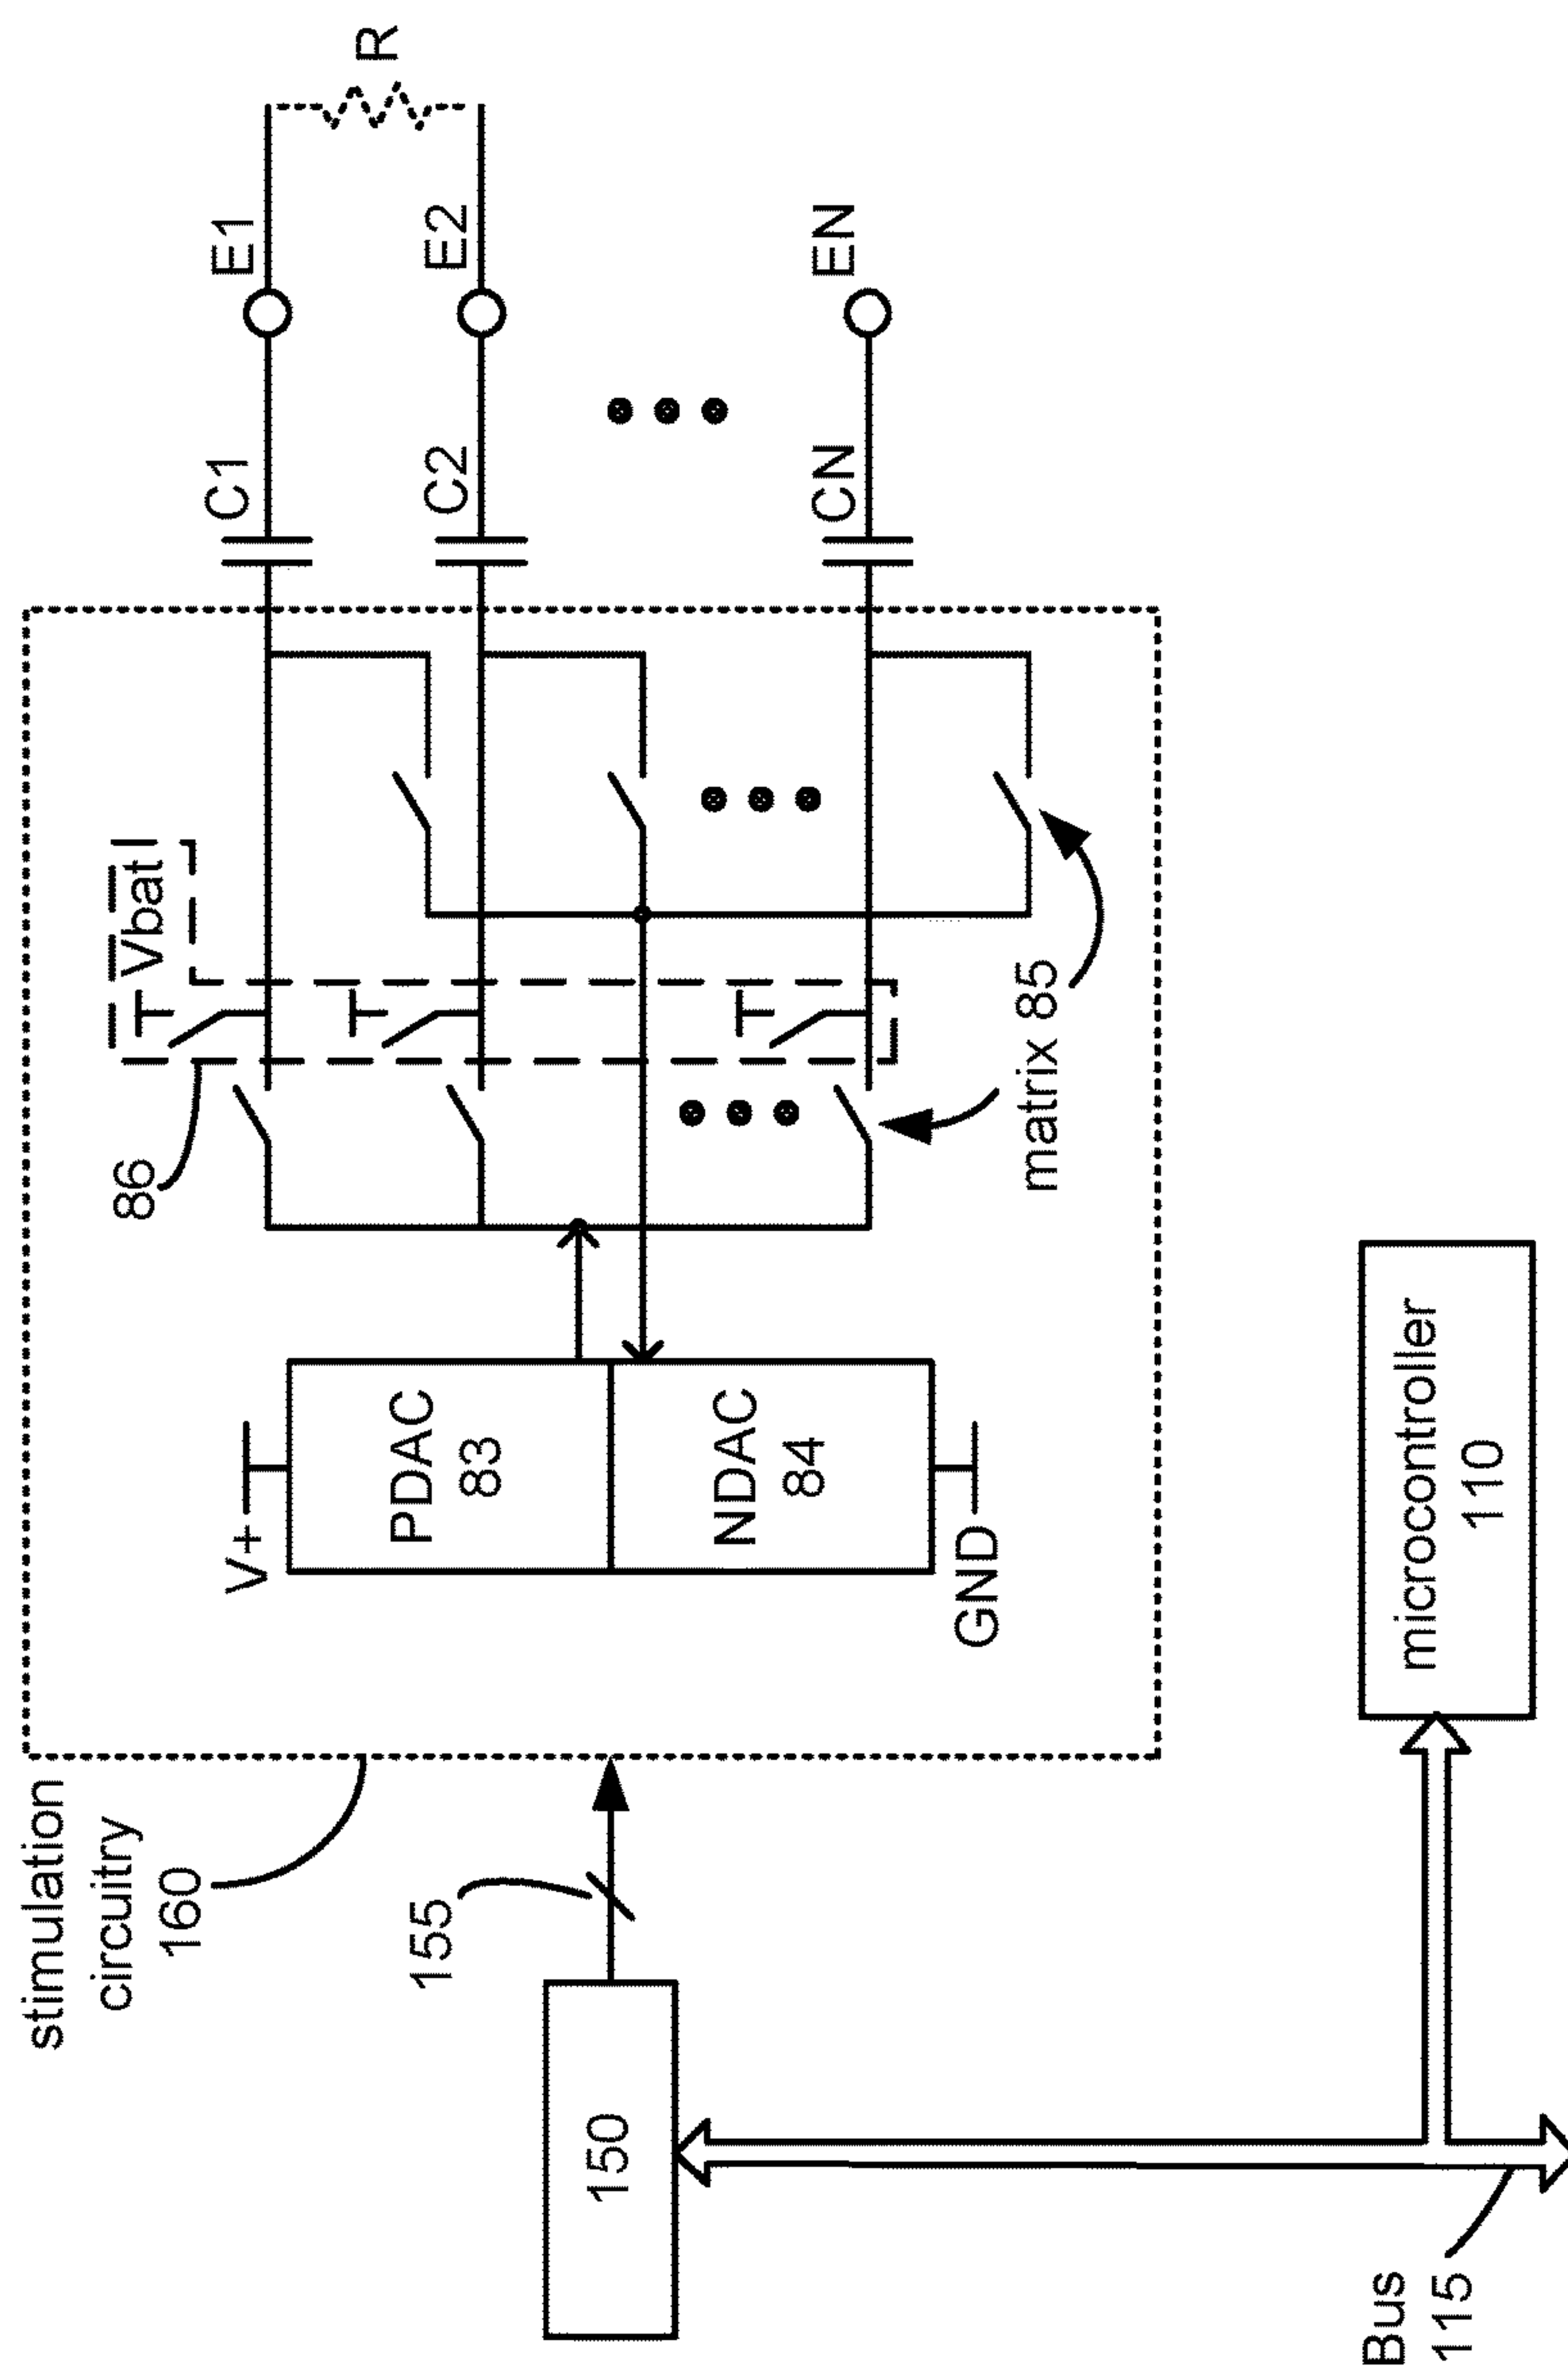 stimulation
circuitry
160
V+
PDAC
83
NDAC
84
GND
86
Vbat
matrix 85
C1
C2
CN
E1
E2
EN
R
155
150
microcontroller
110
Bus
115